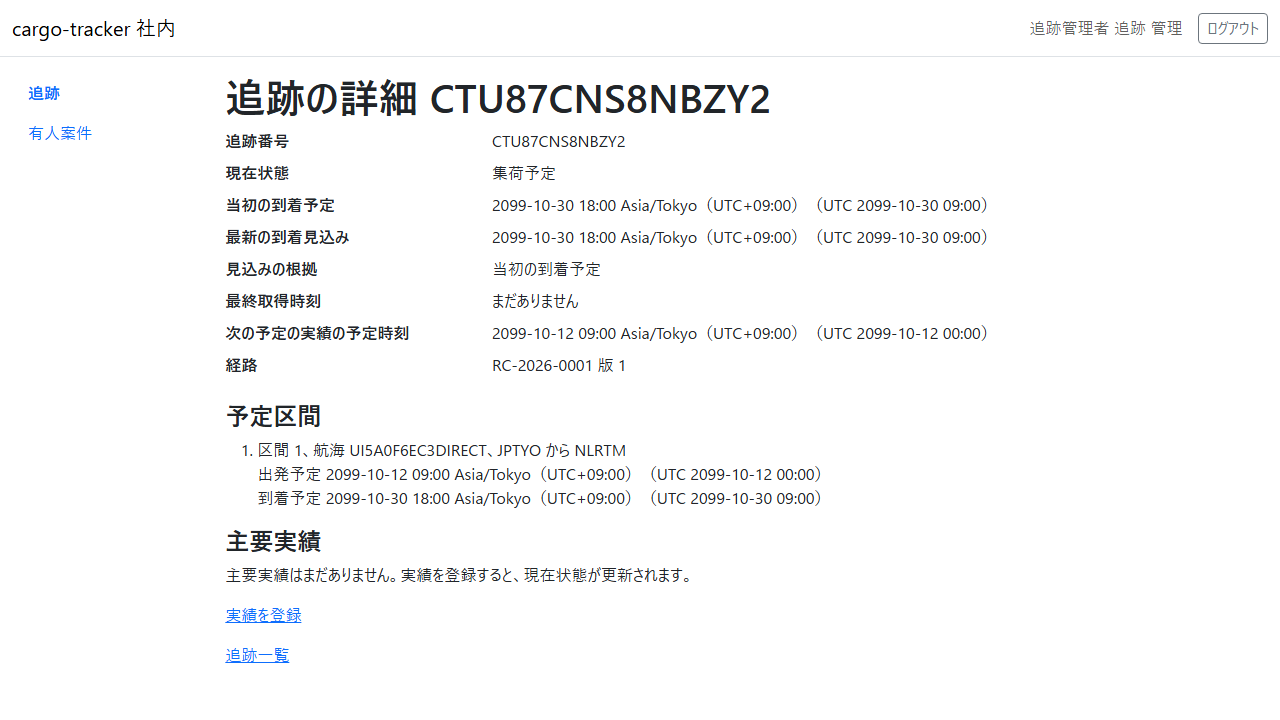 cargo-tracker 社内
追跡管理者 追跡 管理
ログアウト
追跡
有人案件
追跡の詳細 CTU87CNS8NBZY2
追跡番号 CTU87CNS8NBZY2
現在状態 集荷予定
当初の到着予定 2099-10-30 18:00 Asia/Tokyo（UTC+09:00）（UTC 2099-10-30 09:00）
最新の到着見込み 2099-10-30 18:00 Asia/Tokyo（UTC+09:00）（UTC 2099-10-30 09:00）
見込みの根拠 当初の到着予定
最終取得時刻 まだありません
次の予定の実績の予定時刻 2099-10-12 09:00 Asia/Tokyo（UTC+09:00）（UTC 2099-10-12 00:00）
経路 RC-2026-0001 版 1
予定区間
1. 区間 1、航海 UI5A0F6EC3DIRECT、JPTYO から NLRTM
出発予定 2099-10-12 09:00 Asia/Tokyo（UTC+09:00）（UTC 2099-10-12 00:00）
到着予定 2099-10-30 18:00 Asia/Tokyo（UTC+09:00）（UTC 2099-10-30 09:00）
主要実績
主要実績はまだありません。実績を登録すると、現在状態が更新されます。
実績を登録
追跡一覧